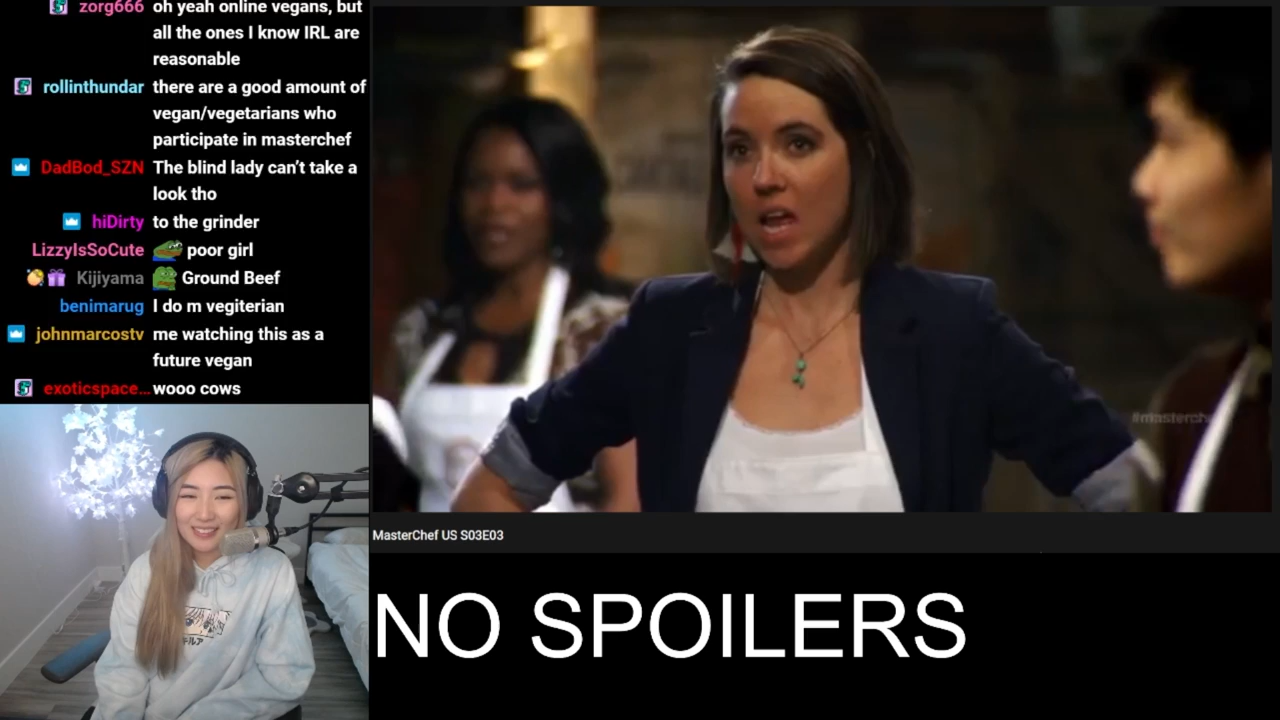 zorg666 oh yeah online vegans, but
all the ones I know IRL are
reasonable
rollinthundar there are a good amount of
vegan/vegetarians who
participate in masterchef
DadBod_SZN The blind lady can't take a
look tho
hiDirty to the grinder
LizzyIsSoCute poor girl
Kijiyama Ground Beef
benimarug I do m vegiterian
johnmarcostv me watching this as a
future vegan
exoticspace... wooo cows
#masterch
MasterChef US S03E03
NO SPOILERS